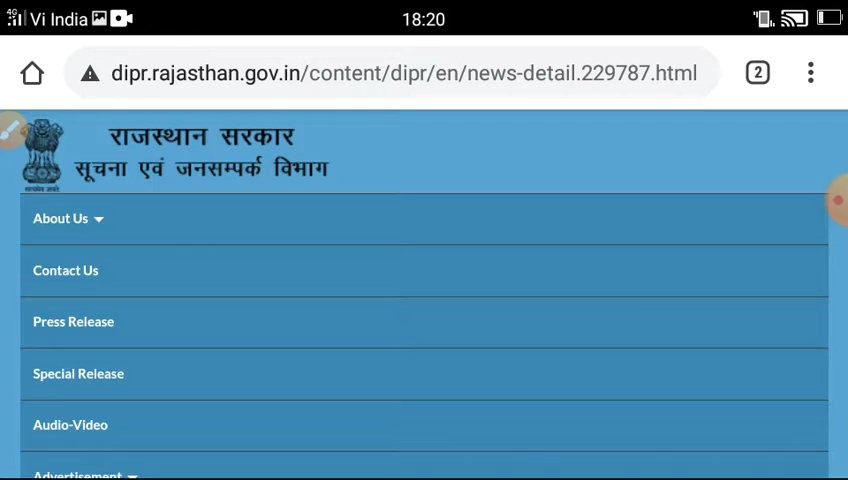 4G Vi India 18:20
dipr.rajasthan.gov.in/content/dipr/en/news-detail.229787.html 2
राजस्थान सरकार
सूचना एवं जनसम्पर्क विभाग
About Us
Contact Us
Press Release
Special Release
Audio-Video
Advertisement